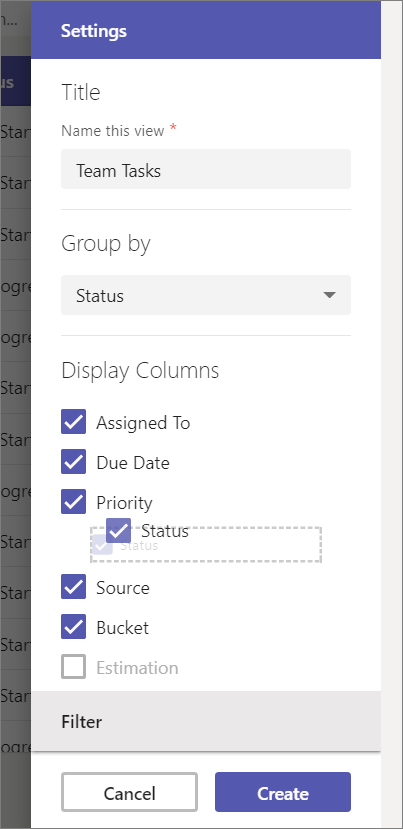 Settings
Title
Name this view *
Team Tasks
Group by
Status
Display Columns
Assigned To
Due Date
Priority
Status
Status
Source
Bucket
Estimation
Filter
Cancel
Create